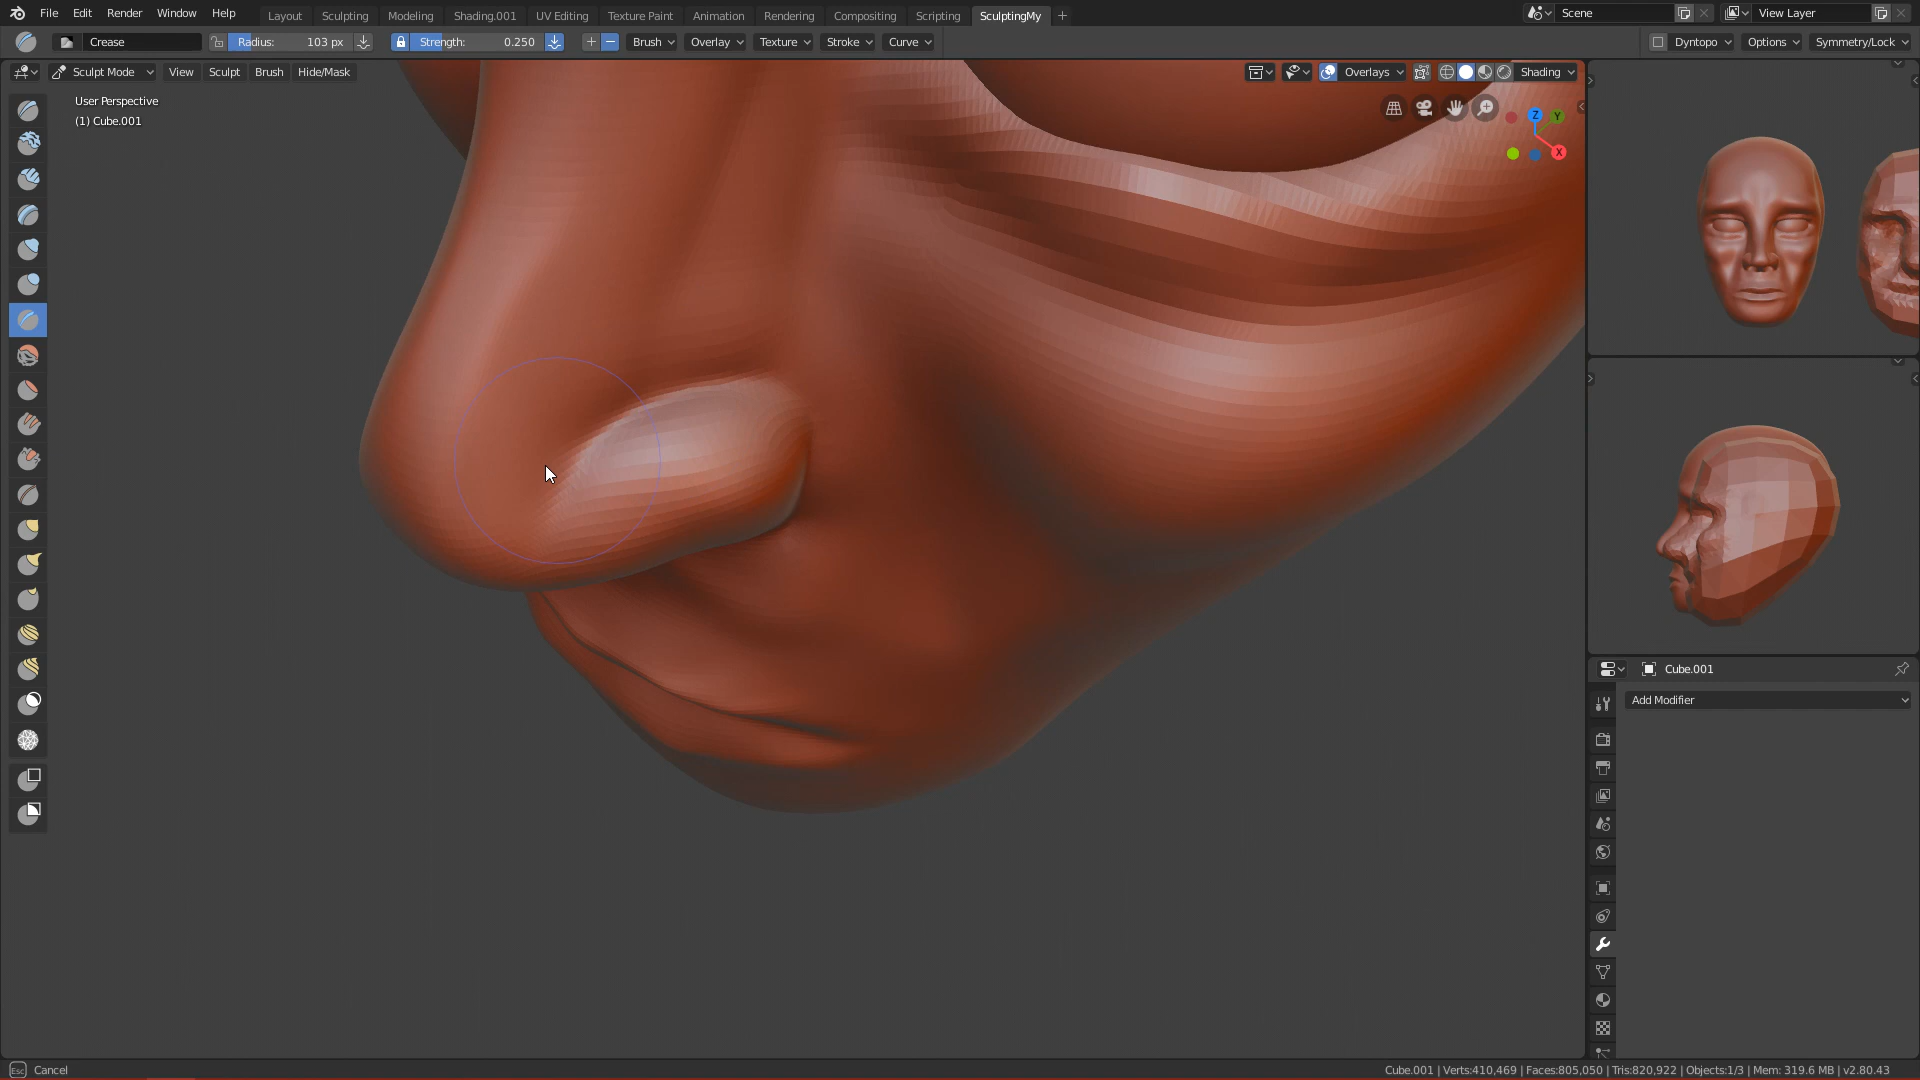 File Edit Render Window Help Layout Sculpting Modeling Shading.001 UV Editing Texture Paint Animation Rendering Compositing Scripting SculptingMy + Scene View Layer
Crease Radius: 103 px Strength: 0.250 Brush Overlay Texture Stroke Curve Dyntopo Options Symmetry/Lock
Sculpt Mode View Sculpt Brush Hide/Mask Overlays Shading
User Perspective
(1) Cube.001
Z
Y
X
Cube.001
Add Modifier
Esc Cancel Cube.001 | Verts:410,469 | Faces:805,050 | Tris:820,922 | Objects:1/3 | Mem: 319.6 MB | v2.80.43